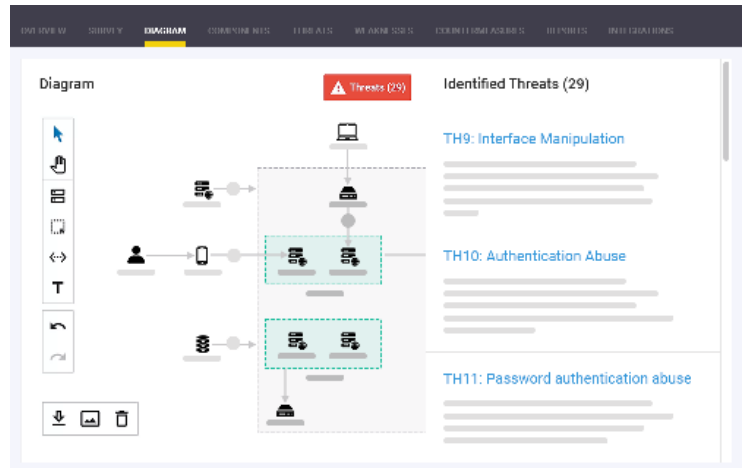 OVERVIEW SURVEY DIAGRAM COMPONENTS THREATS WEAKNESSES COUNTERMEASURES REPORTS INTEGRATIONS
Diagram
Threats (29)
Identified Threats (29)
TH9: Interface Manipulation
TH10: Authentication Abuse
T
TH11: Password authentication abuse